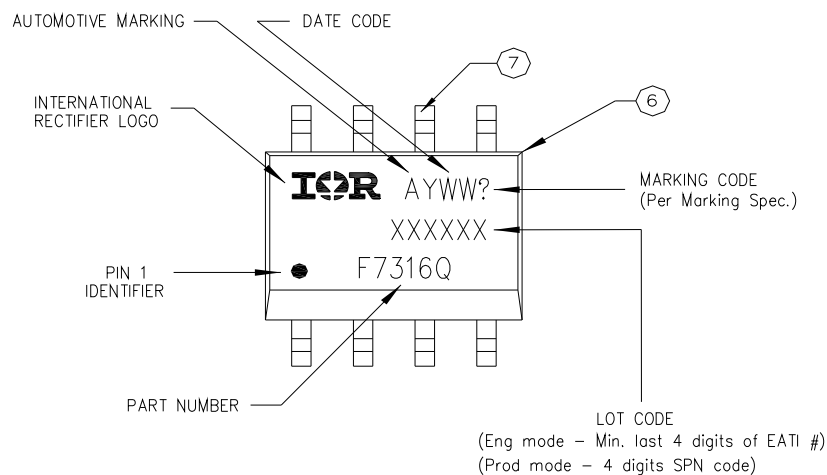 AUTOMOTIVE MARKING
DATE CODE
7
INTERNATIONAL
RECTIFIER LOGO
6
IOR
AYWW?
MARKING CODE
(Per Marking Spec.)
XXXXXX
PIN 1
IDENTIFIER
F7316Q
PART NUMBER
LOT CODE
(Eng mode – Min. last 4 digits of EATI #)
(Prod mode – 4 digits SPN code)